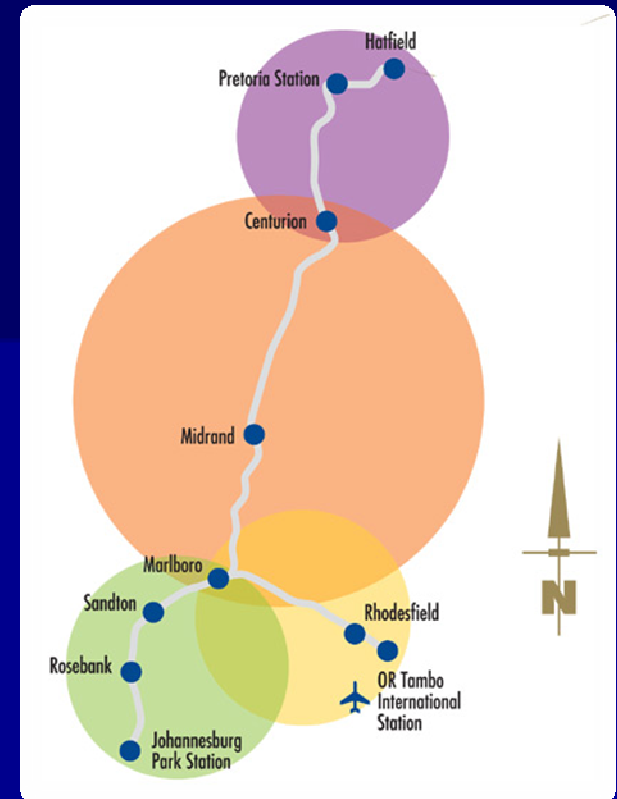 Hatfield
Pretoria Station
Centurion
Midrand
Marlboro
Sandton
Rhodesfield
Rosebank
OR Tambo
International
Station
Johannesburg
Park Station
N